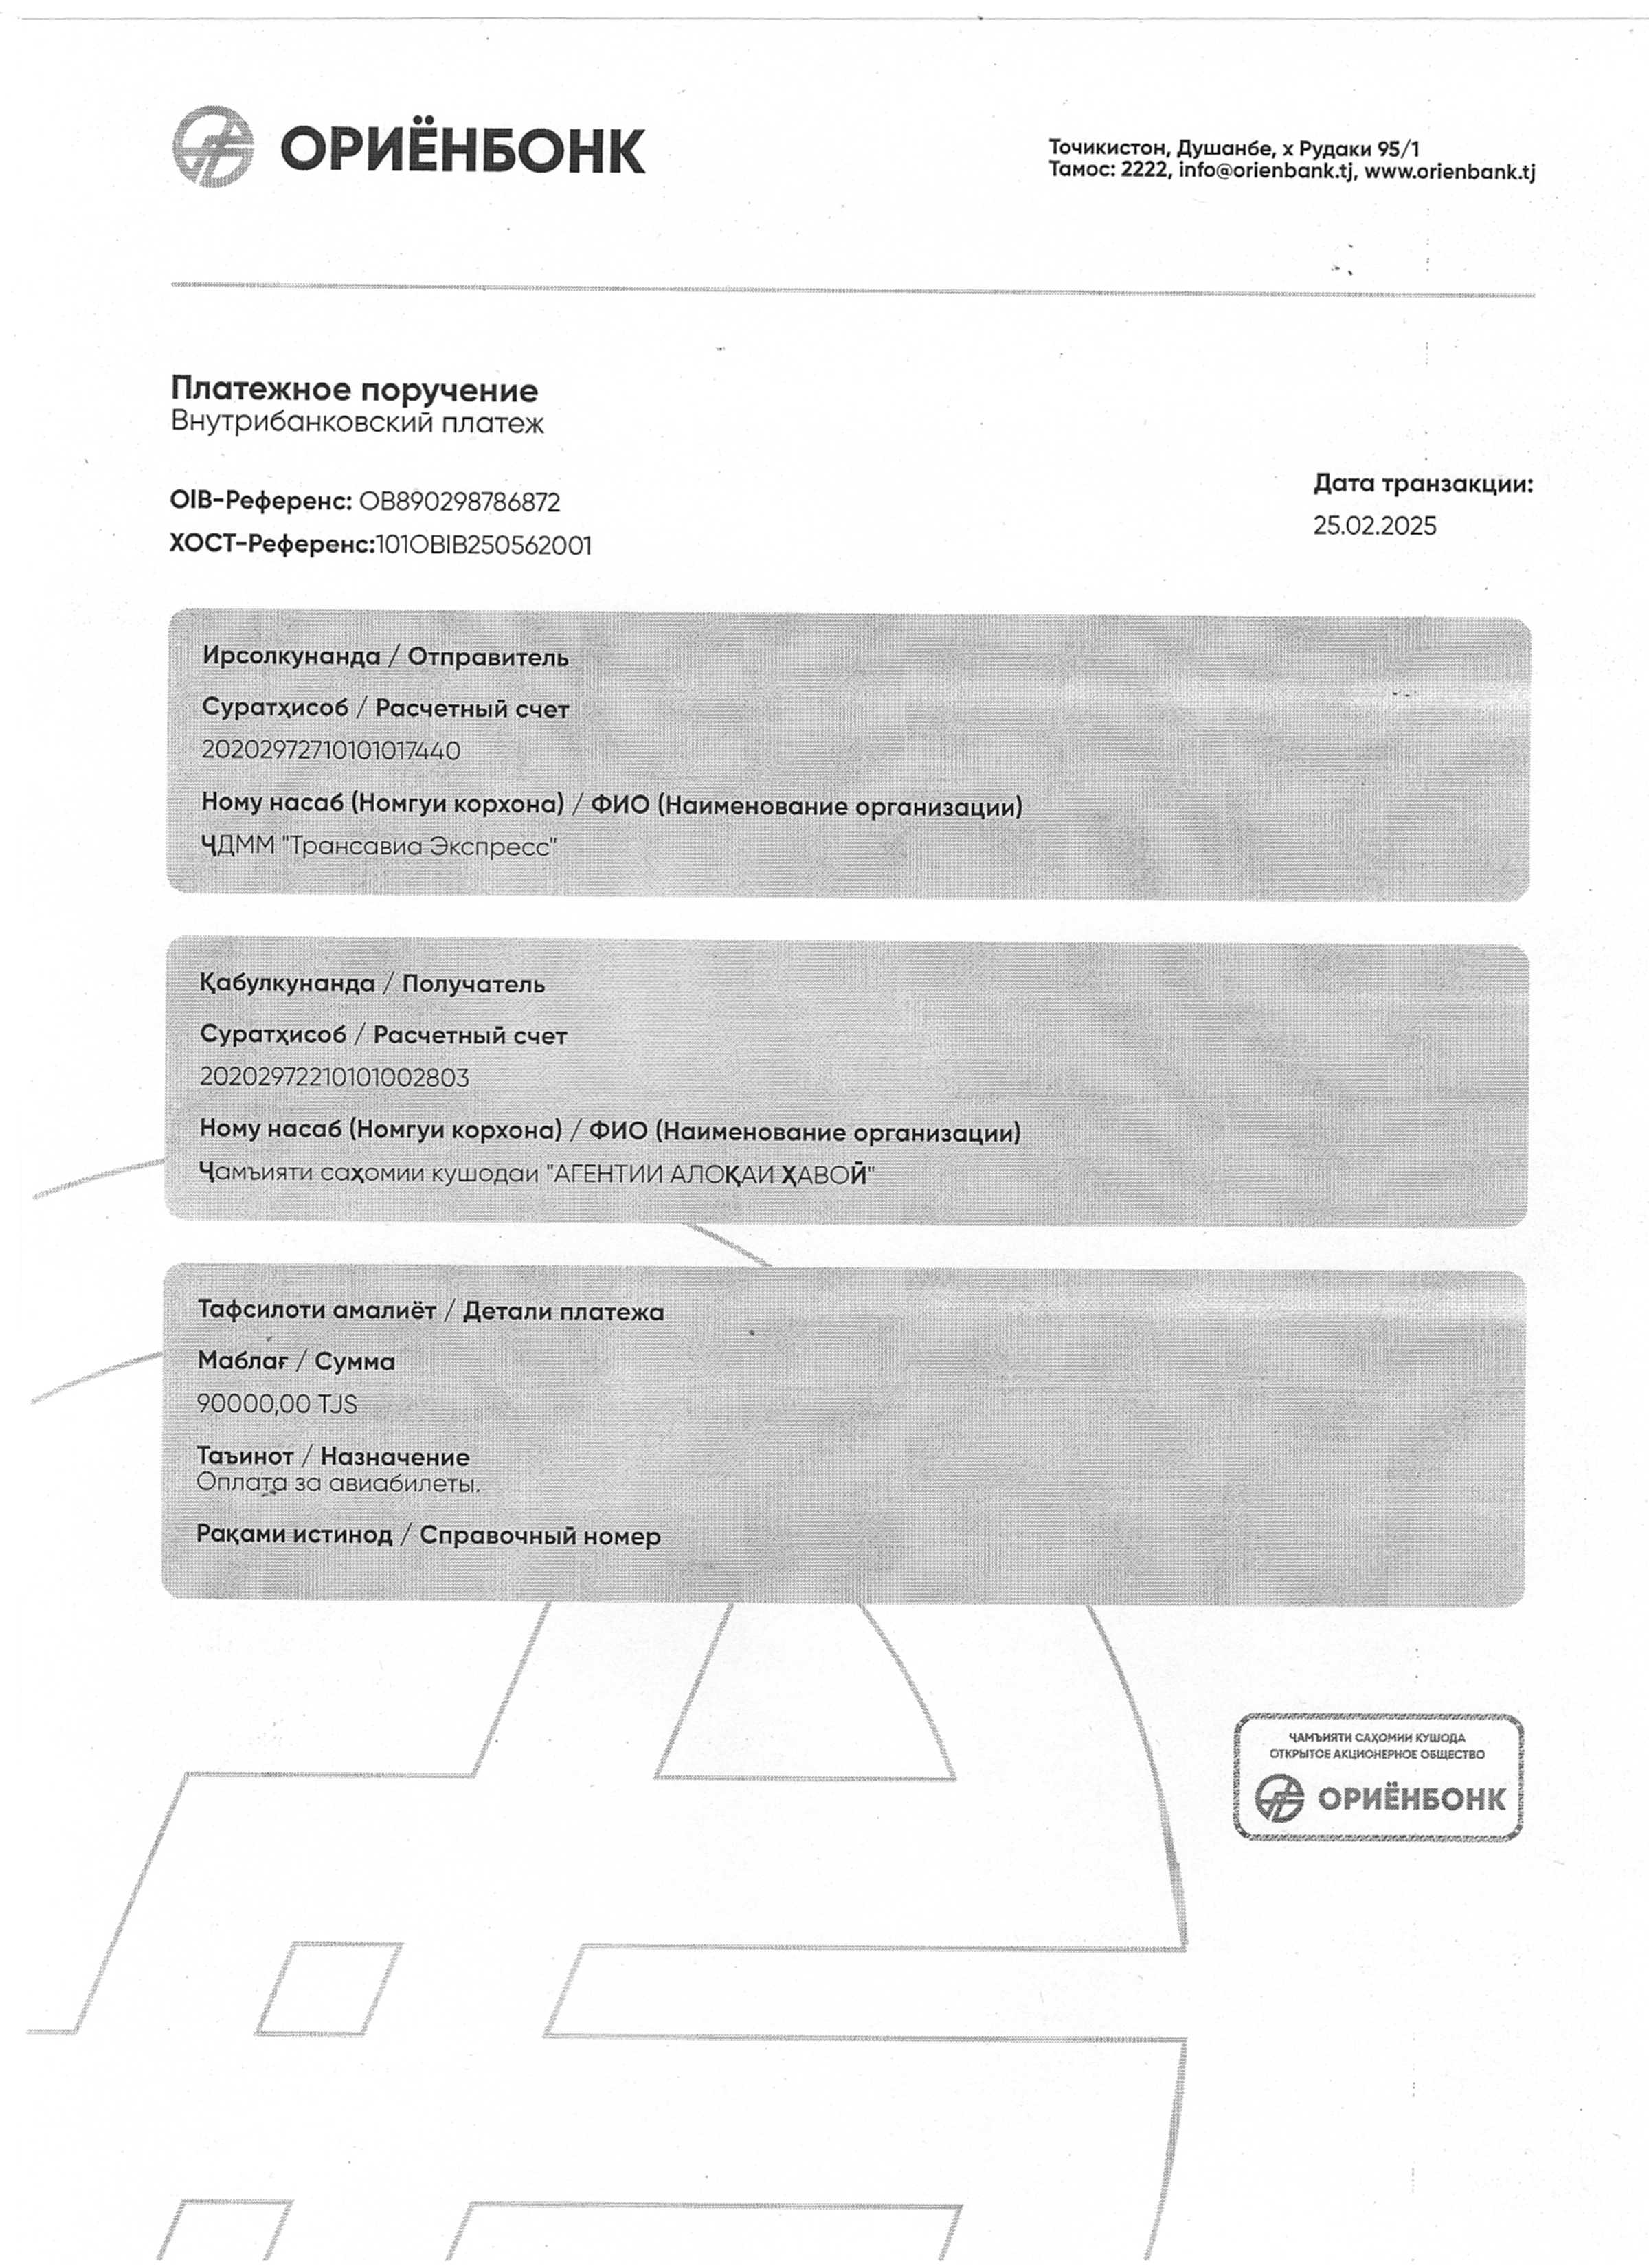 ОРИЁНБОНК
Точикистон, Душанбе, х Рудаки 95/1
Тамос: 2222, info@orienbank.tj, www.orienbank.tj
Платежное поручение
Внутрибанковский платеж
OIB-Референс: OB890298786872
ХОСТ-Референс:101OBIB250562001
Дата транзакции:
25.02.2025
Ирсолкунанда / Отправитель
Суратҳисоб / Расчетный счет
20202972710101017440
Ному насаб (Номгуи корхона) / ФИО (Наименование организации)
ҶДММ "Трансавиа Экспресс"
Қабулкунанда / Получатель
Суратҳисоб / Расчетный счет
20202972210101002803
Ному насаб (Номгуи корхона) / ФИО (Наименование организации)
Ҷамъияти саҳомии кушодаи "АГЕНТИИ АЛОҚАИ ҲАВОӢ"
Тафсилоти амалиёт / Детали платежа
Маблағ / Сумма
90000,00 TJS
Таъинот / Назначение
Оплата за авиабилеты.
Рақами истинод / Справочный номер
ҶАМЪИЯТИ САҲОМИИ КУШОДА
ОТКРЫТОЕ АКЦИОНЕРНОЕ ОБЩЕСТВО
ОРИЁНБОНК